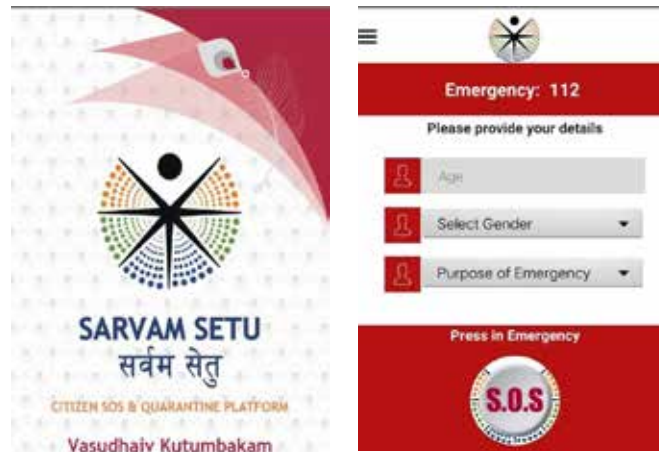 SARVAM SETU
सर्वम सेतु
CITIZEN SOS & QUARANTINE PLATFORM
Vasudhaiv Kutumbakam
Emergency: 112
Please provide your details
Age
Select Gender
Purpose of Emergency
Press in Emergency
S.O.S